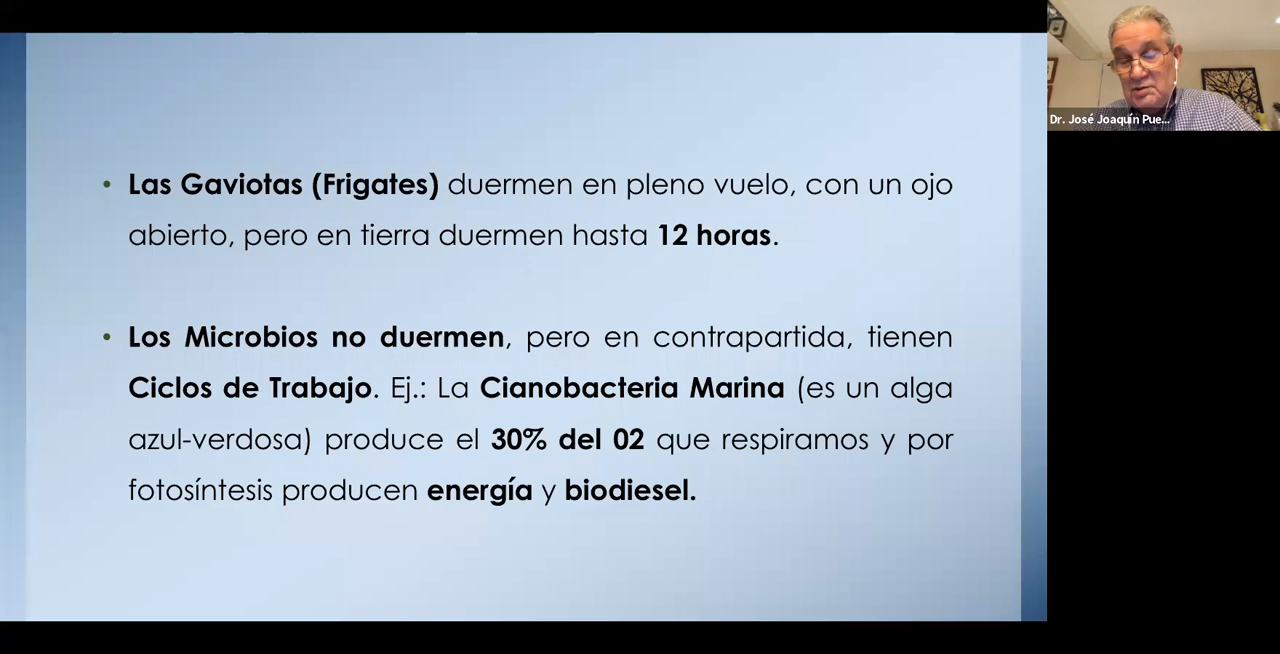 • Las Gaviotas (Frigates) duermen en pleno vuelo, con un ojo
abierto, pero en tierra duermen hasta 12 horas.
• Los Microbios no duermen, pero en contrapartida, tienen
Ciclos de Trabajo. Ej.: La Cianobacteria Marina (es un alga
azul-verdosa) produce el 30% del 02 que respiramos y por
fotosíntesis producen energía y biodiesel.
Dr. José Joaquín Pue...